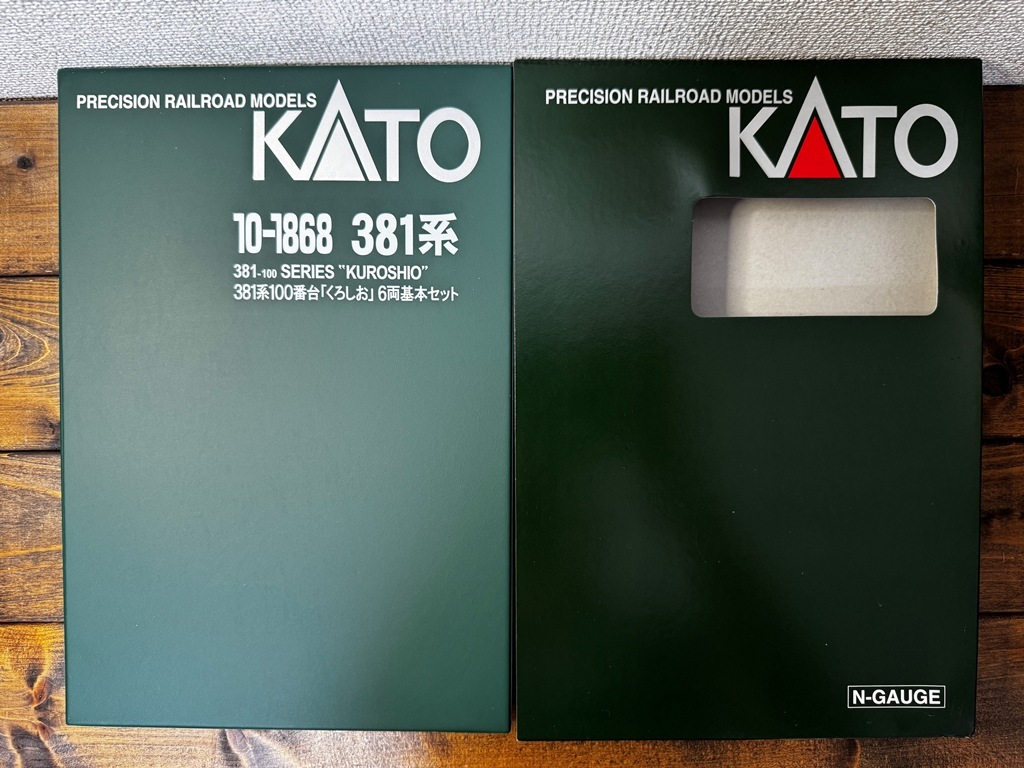 PRECISION RAILROAD MODELS
KATO
10-1868 381系
381-100 SERIES "KUROSHIO"
381系100番台「くろしお」6両基本セット
PRECISION RAILROAD MODELS
KATO
N-GAUGE